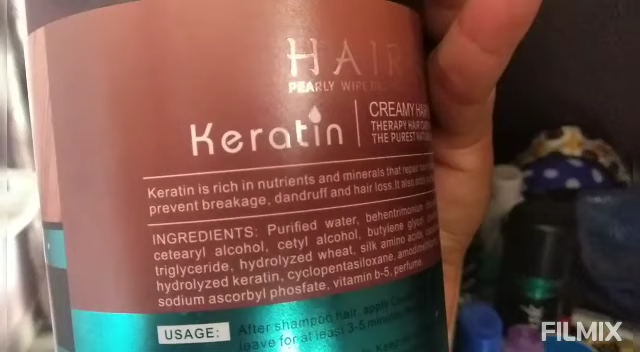 HAIR
PEARLY WIPE
Keratin
CREAMY HAIR
THERAPY HAIR
THE PUREST
Keratin is rich in nutrients and minerals that repair
prevent breakage, dandruff and hair loss. It also
INGREDIENTS: Purified water, behentrimonium
cetearyl alcohol, cetyl alcohol, butylene glycol,
triglyceride, hydrolyzed wheat, silk amino acids,
hydrolyzed keratin, cyclopentasiloxane,
sodium ascorbyl phosfate, vitamin b-5, perfume.
USAGE: After shampoo hair, apply
leave for at least 3-5 minutes
FILMIX